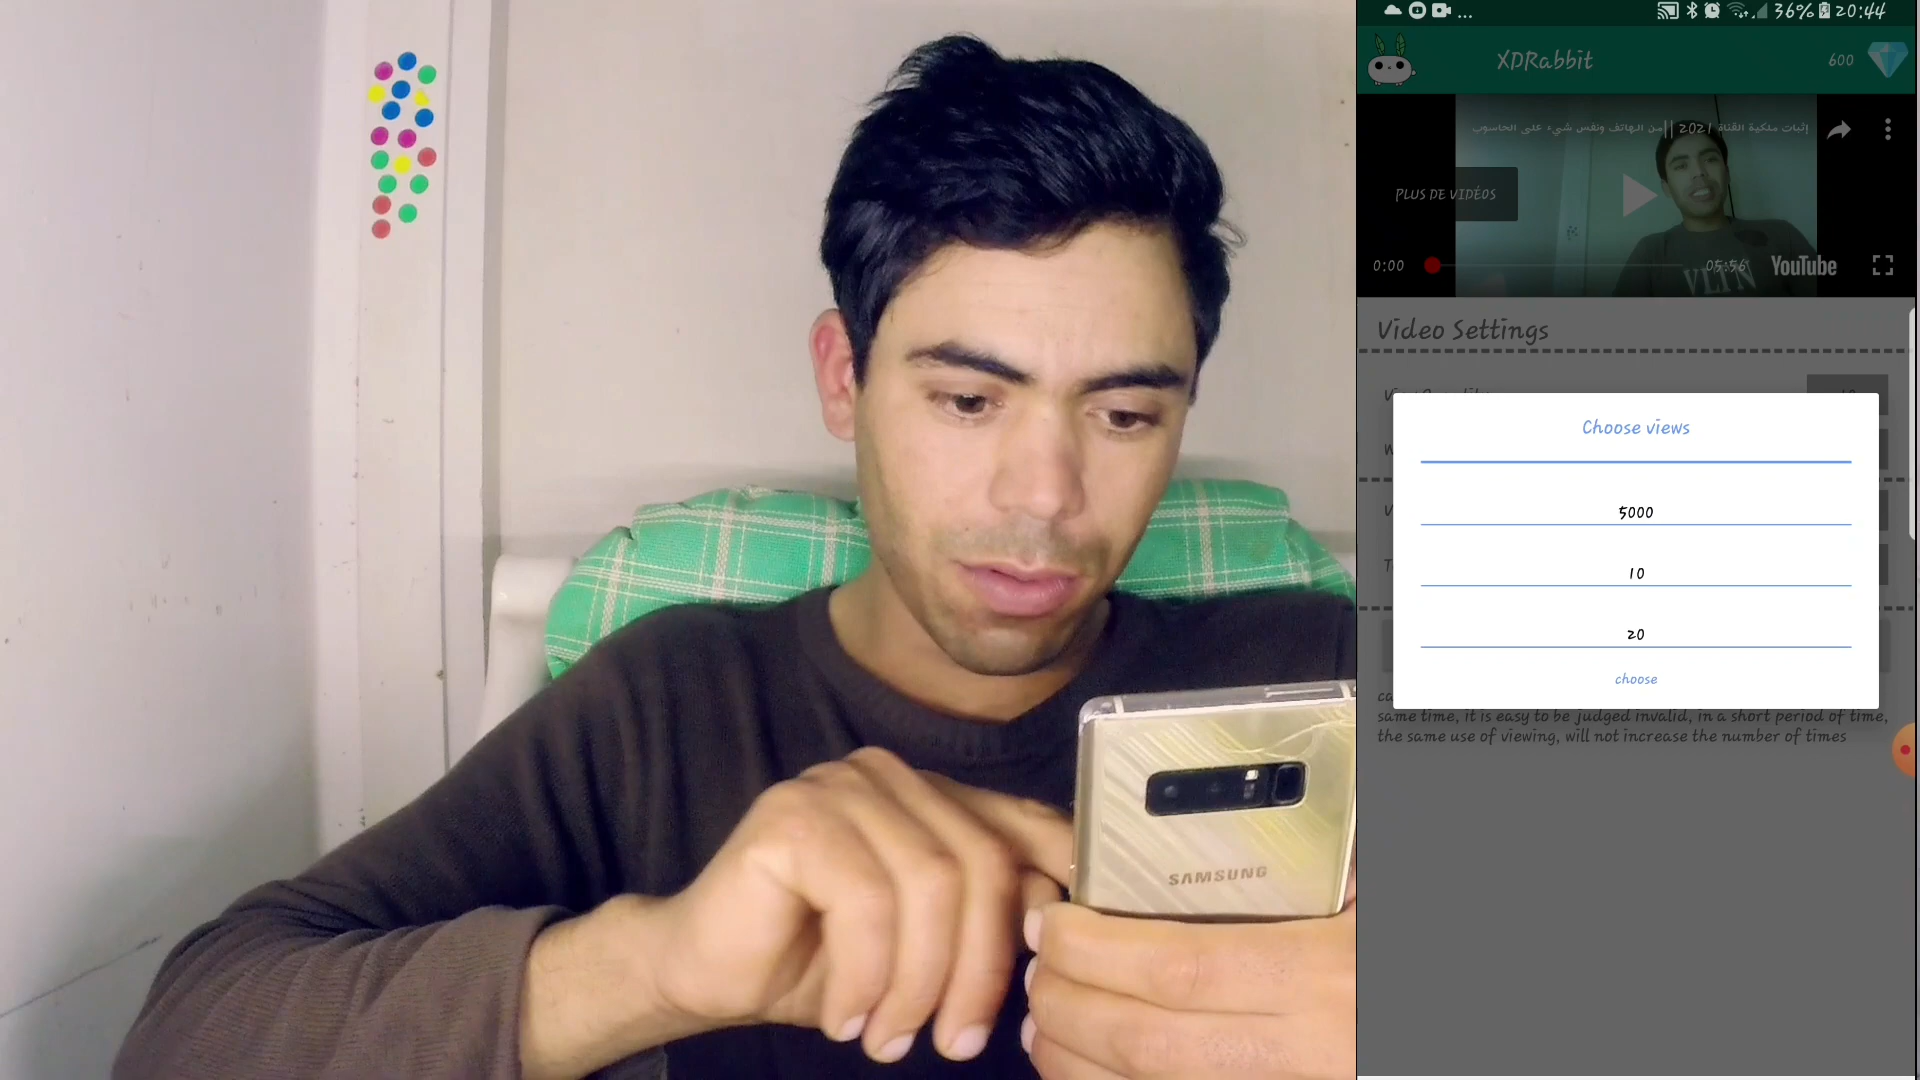 ...
36% 20:44
XDRabbit
600
إثبات ملكية القناة 2021 || من الهاتف ونفس شيء على الحاسوب
PLUS DE VIDÉOS
0:00
05:56
YouTube
Video Settings
Choose views
5000
10
20
choose
ca
same time, it is easy to be judged invalid, in a short period of time,
the same use of viewing, will not increase the number of times
SAMSUNG